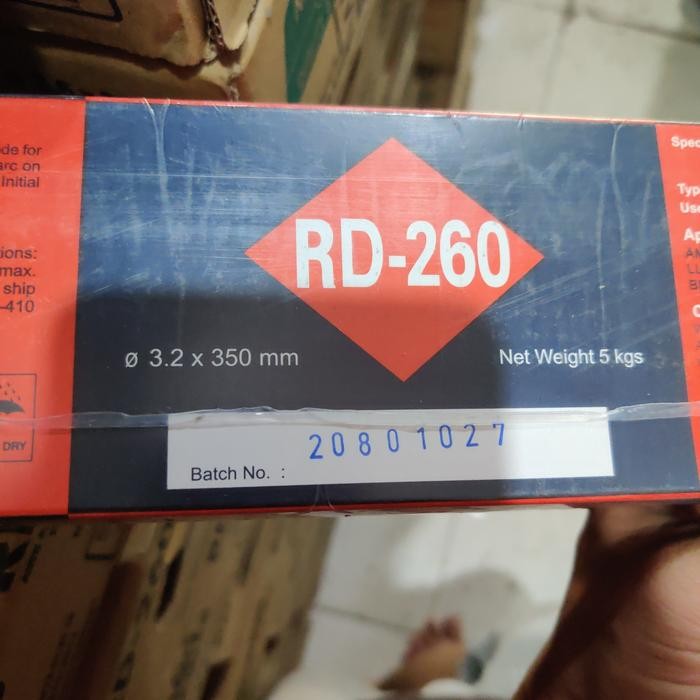 de for
arc on
Initial
tions:
max.
ship
-410
DRY
RD-260
ø 3.2 x 350 mm
Net Weight 5 kgs
20801027
Batch No. :
Spec
Typ
Use
Ap